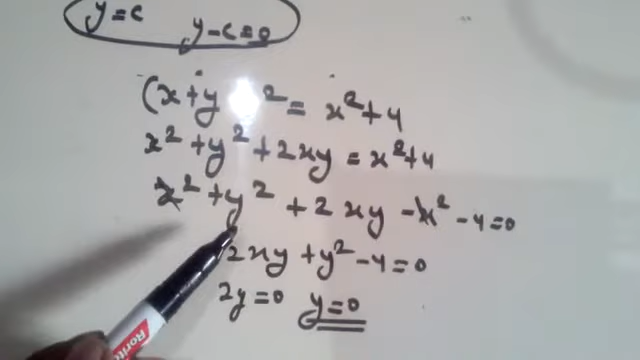 y=c y-c=0
(x+y)² = x²+4
x²+y²+2xy=x²+4
x²+y²+2xy-x²-4=0
2xy+y²-4=0
2y=0 y=0